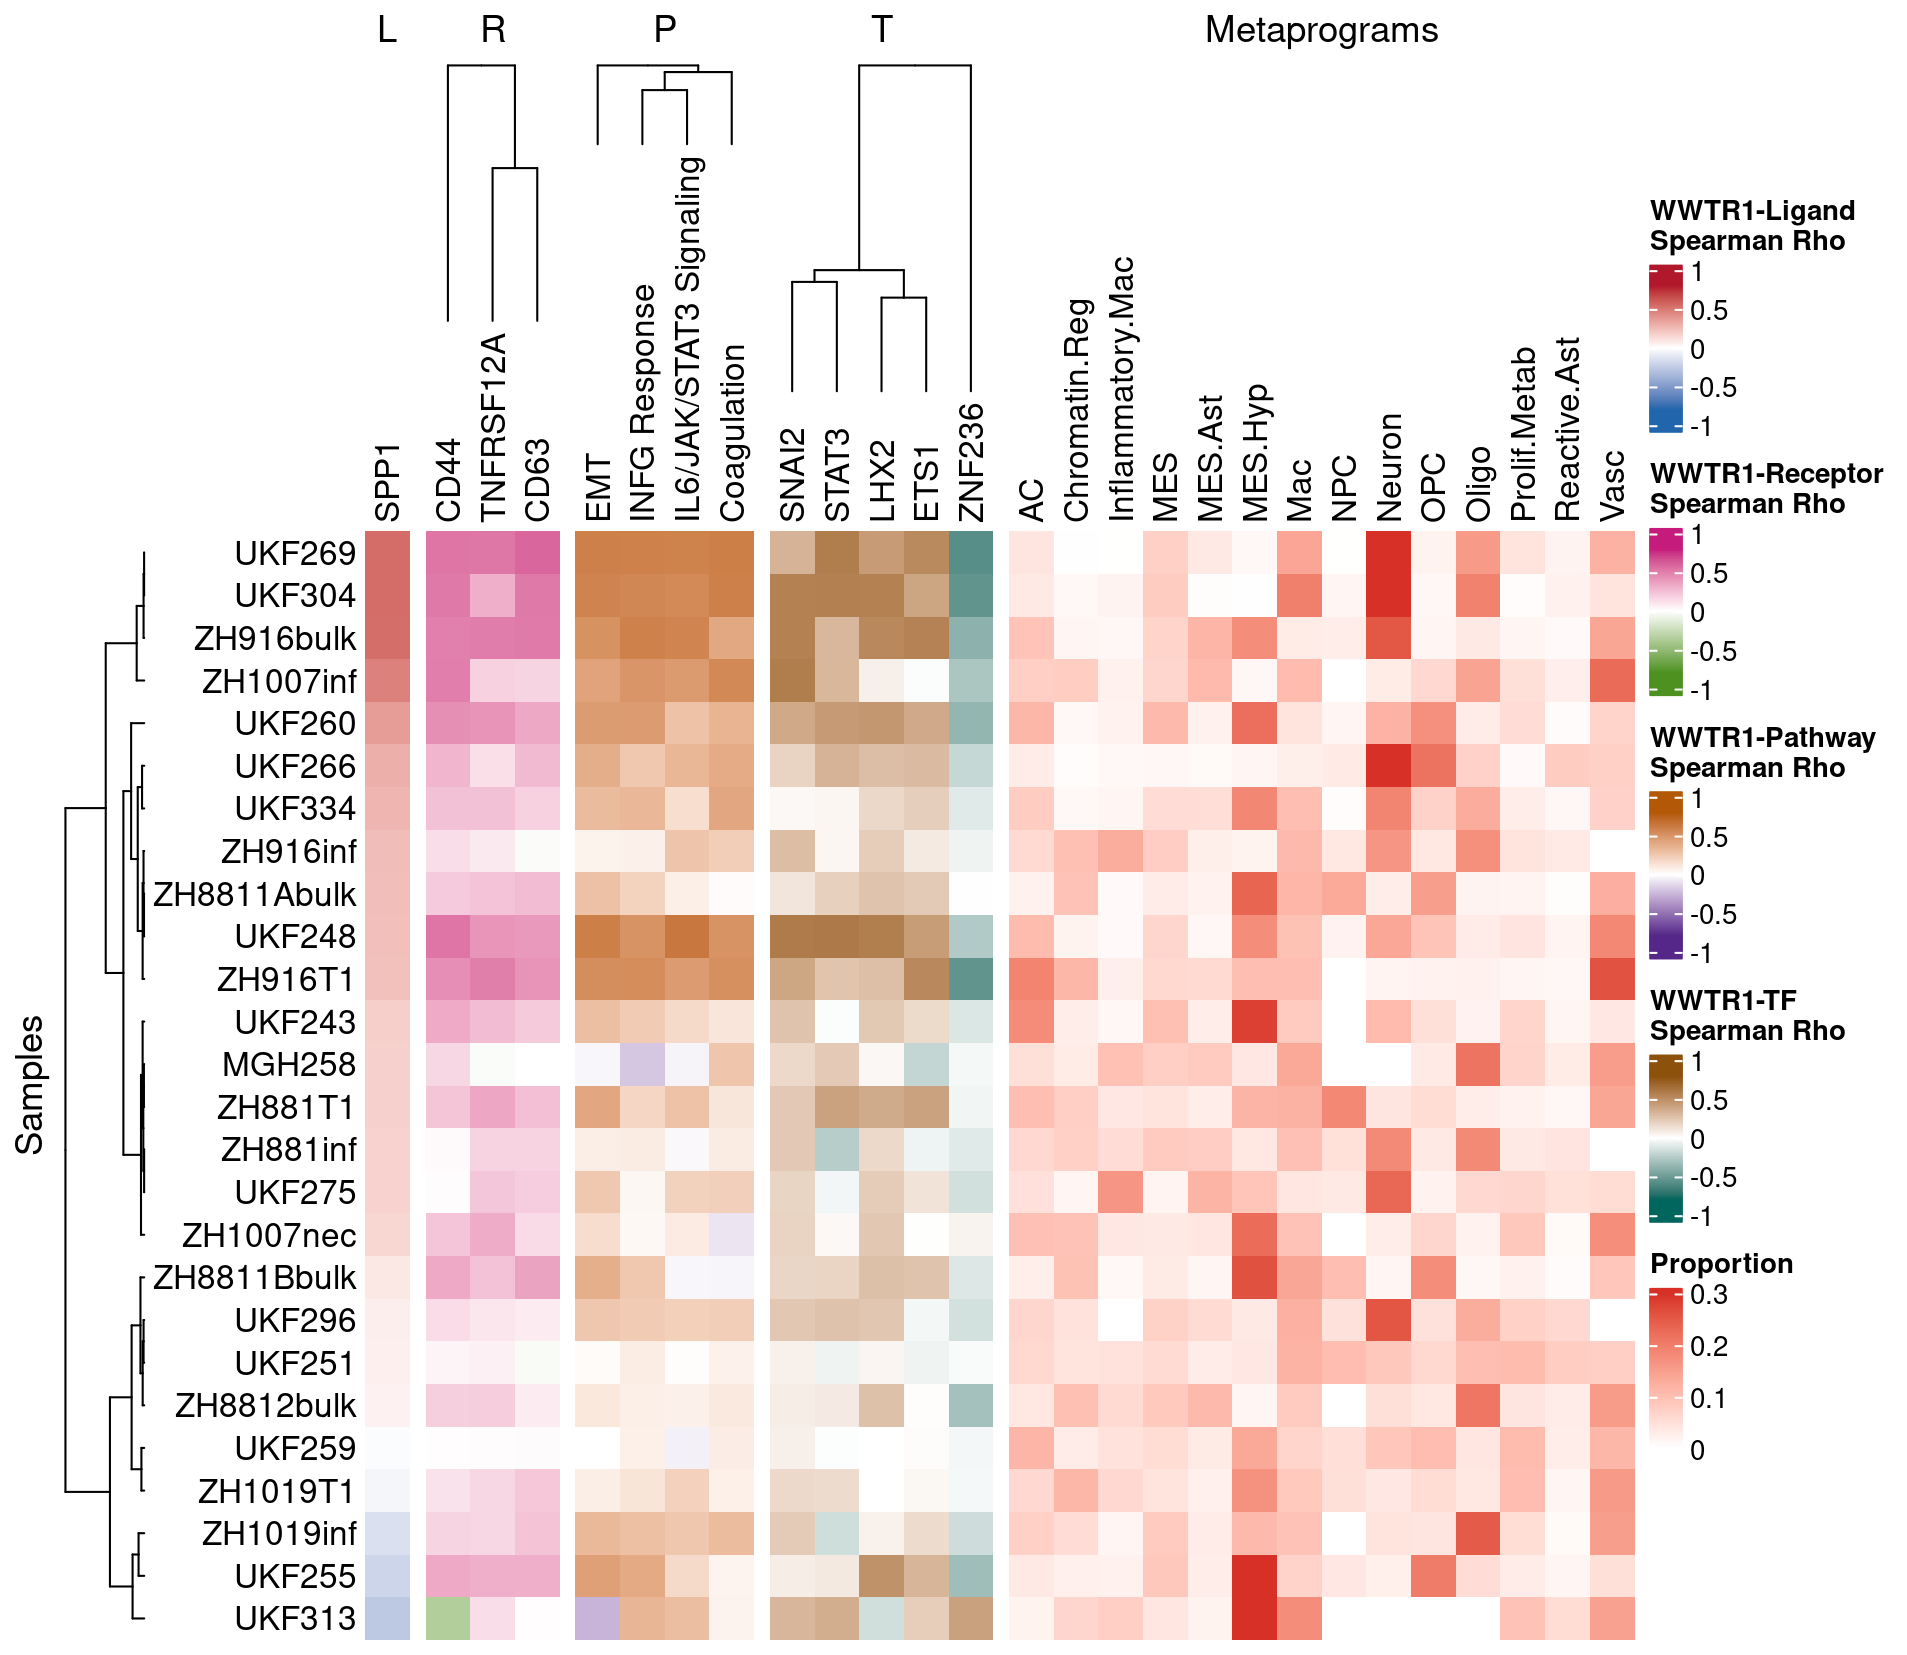 L R P T Metaprograms
SPP1
CD44
TNFRSF12A
CD63
EMT
INFG Response
IL6/JAK/STAT3 Signaling
Coagulation
SNAI2
STAT3
LHX2
ETS1
ZNF236
AC
Chromatin.Reg
Inflammatory.Mac
MES
MES.Ast
MES.Hyp
Mac
NPC
Neuron
OPC
Oligo
Prolif.Metab
Reactive.Ast
Vasc
Samples
UKF269
UKF304
ZH916bulk
ZH1007inf
UKF260
UKF266
UKF334
ZH916inf
ZH8811Abulk
UKF248
ZH916T1
UKF243
MGH258
ZH881T1
ZH881inf
UKF275
ZH1007nec
ZH8811Bbulk
UKF296
UKF251
ZH8812bulk
UKF259
ZH1019T1
ZH1019inf
UKF255
UKF313
WWTR1-Ligand
Spearman Rho
1
0.5
0
-0.5
-1
WWTR1-Receptor
Spearman Rho
1
0.5
0
-0.5
-1
WWTR1-Pathway
Spearman Rho
1
0.5
0
-0.5
-1
WWTR1-TF
Spearman Rho
1
0.5
0
-0.5
-1
Proportion
0.3
0.2
0.1
0